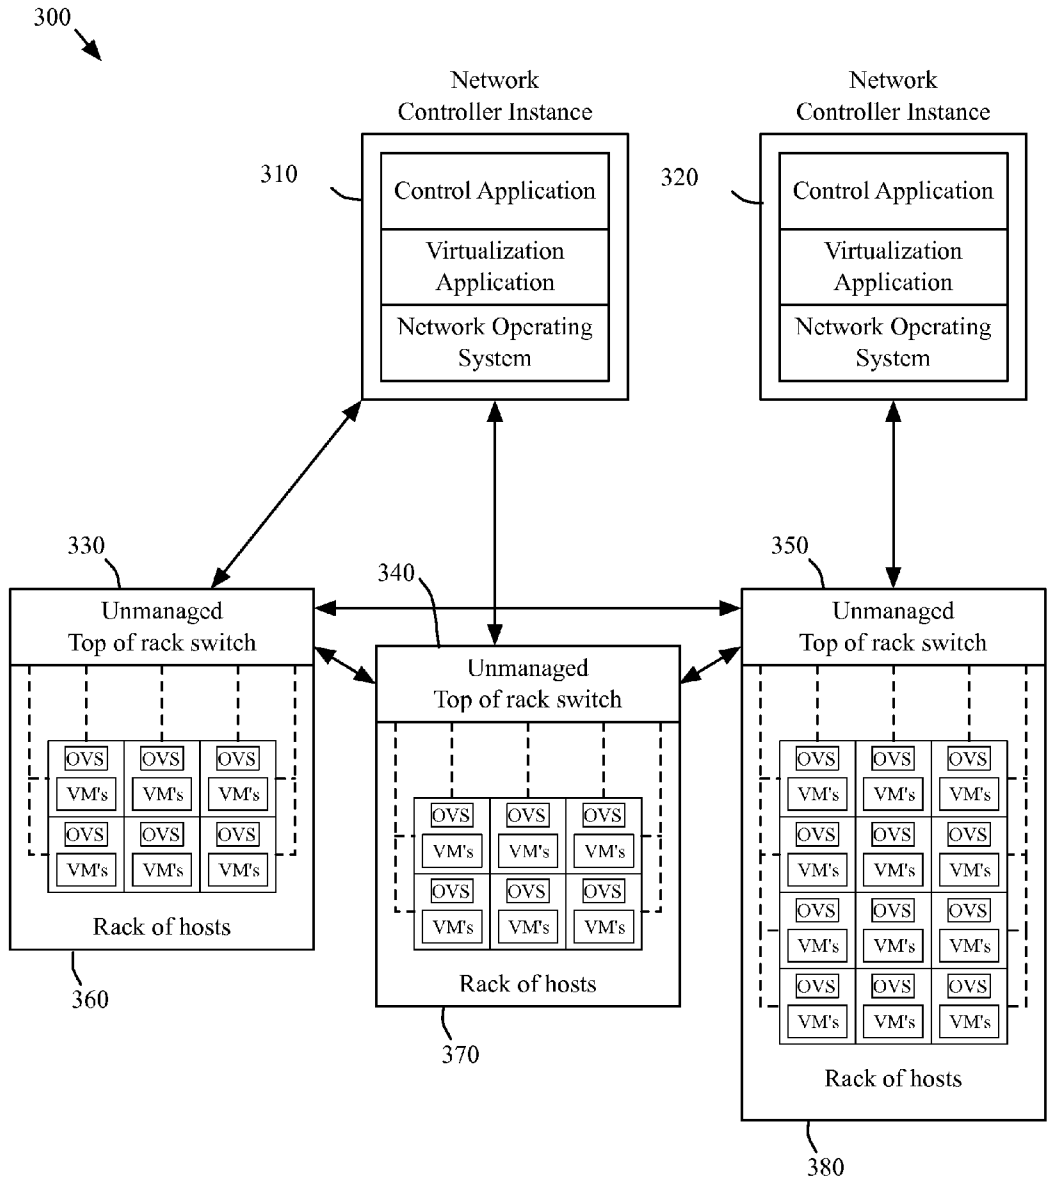 300
Network
Controller Instance
Network
Controller Instance
310
Control Application
Virtualization
Application
Network Operating
System
320
Control Application
Virtualization
Application
Network Operating
System
330
Unmanaged
Top of rack switch
340
Unmanaged
Top of rack switch
350
Unmanaged
Top of rack switch
OVS OVS OVS
VM's VM's VM's
OVS OVS OVS
VM's VM's VM's
Rack of hosts
360
OVS OVS OVS
VM's VM's VM's
OVS OVS OVS
VM's VM's VM's
Rack of hosts
370
OVS OVS OVS
VM's VM's VM's
OVS OVS OVS
VM's VM's VM's
OVS OVS OVS
VM's VM's VM's
OVS OVS OVS
VM's VM's VM's
Rack of hosts
380